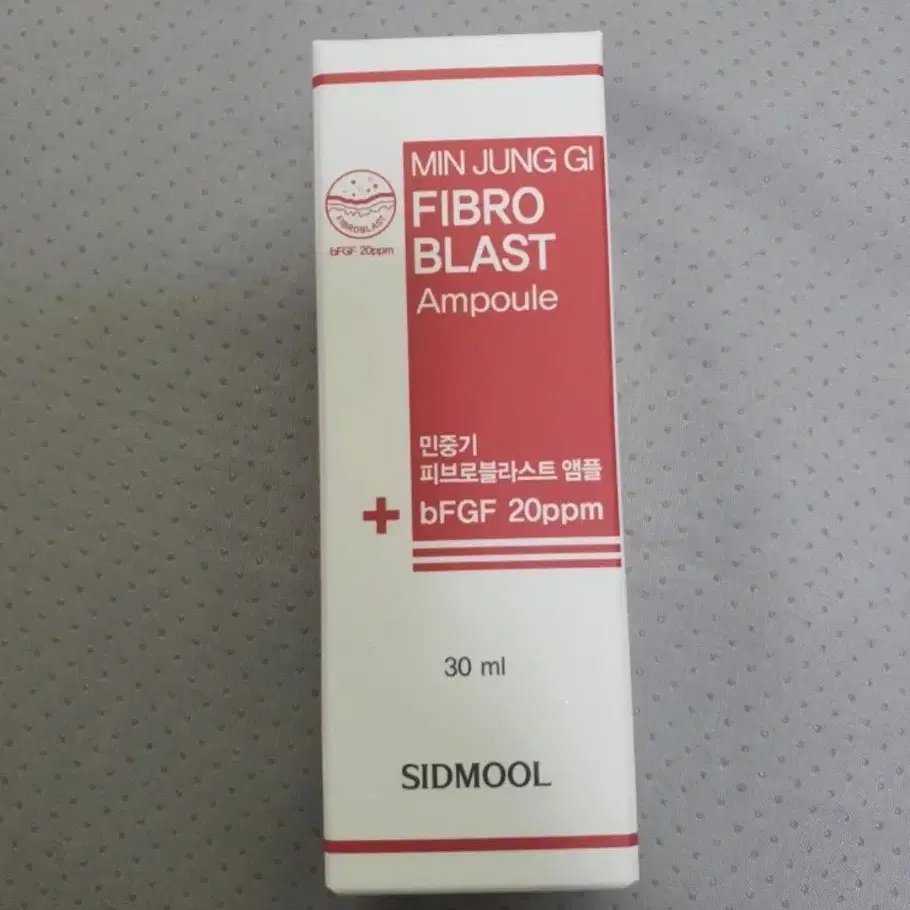 MIN JUNG GI
FIBRO
BLAST
Ampoule
FIBROBLAST
bFGF 20ppm
민중기
피브로블라스트 앰플
+ bFGF 20ppm
30 ml
SIDMOOL